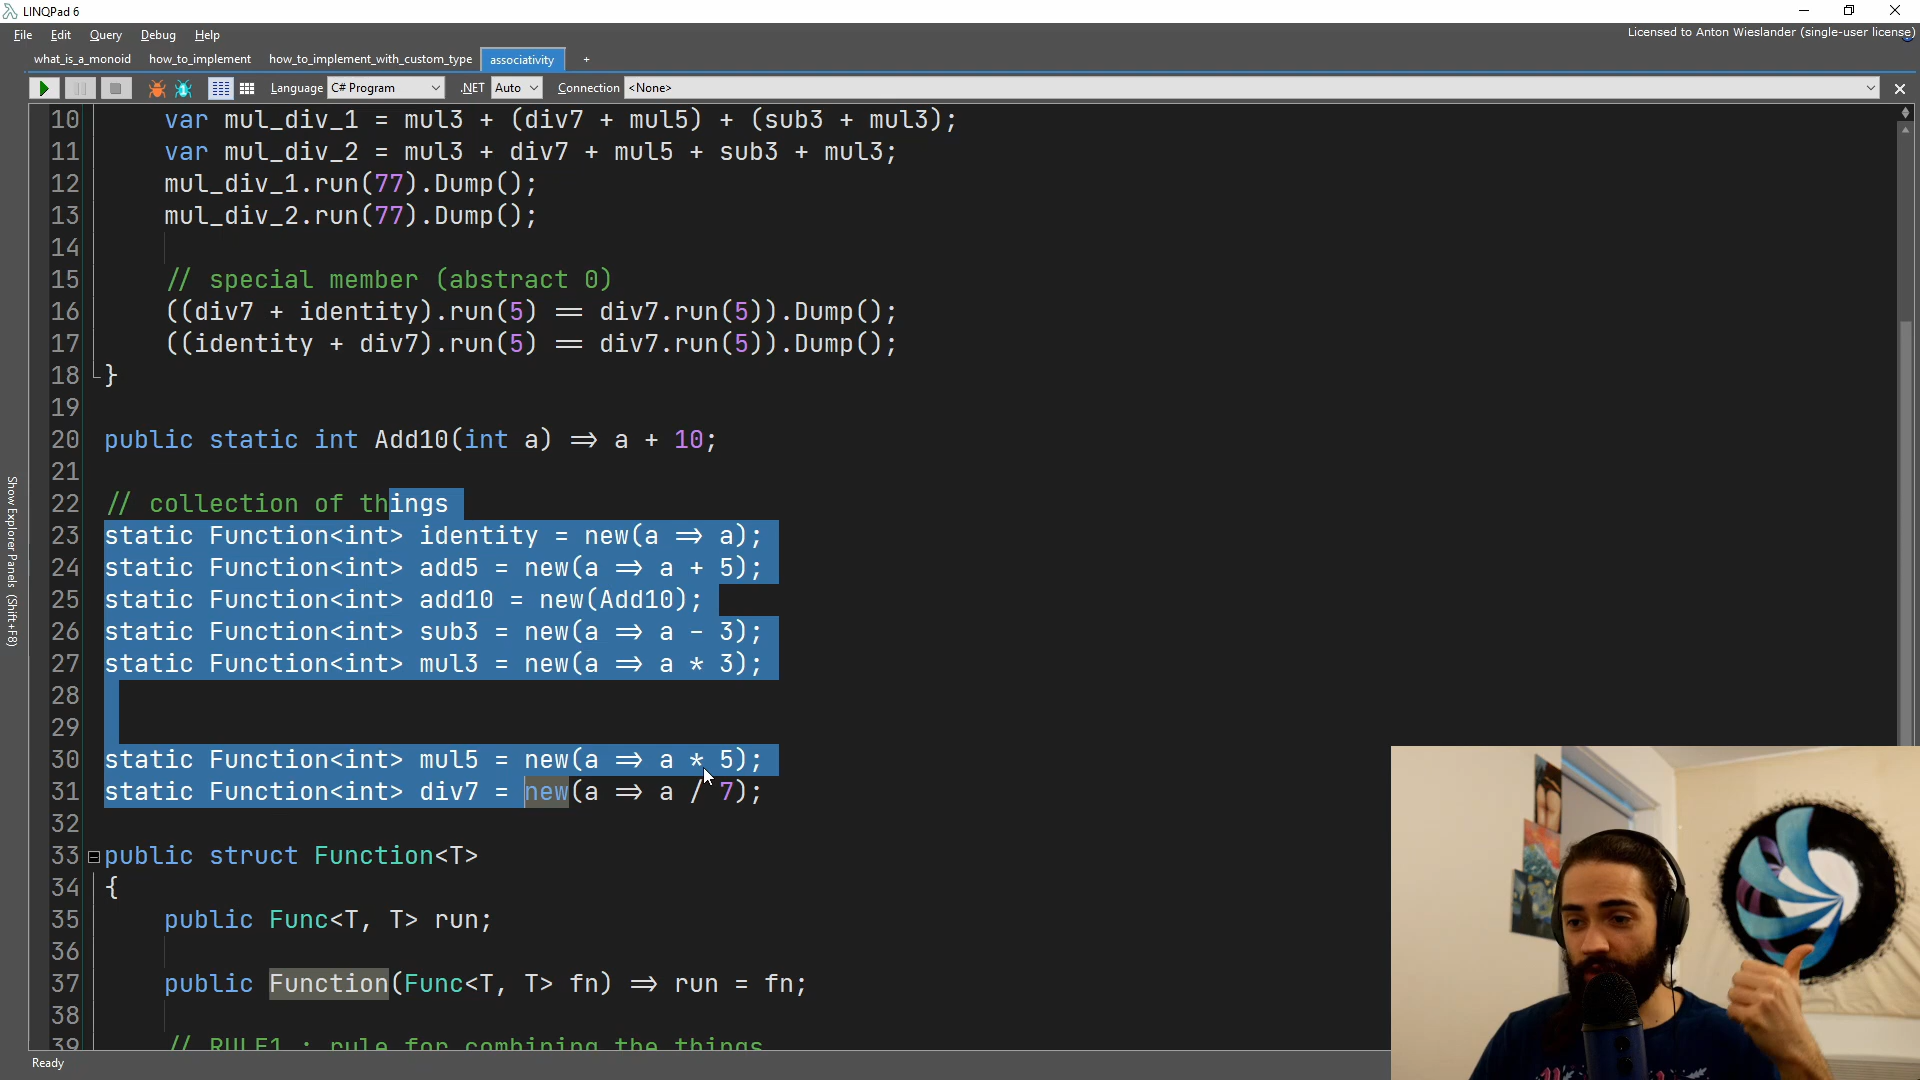 LINQPad 6
File Edit Query Debug Help
Licensed to Anton Wieslander (single-user license)
what_is_a_monoid how_to_implement how_to_implement_with_custom_type associativity +
Language C# Program .NET Auto Connection <None>
Show Explorer Panels (Shift+F8)
10 var mul_div_1 = mul3 + (div7 + mul5) + (sub3 + mul3);
11 var mul_div_2 = mul3 + div7 + mul5 + sub3 + mul3;
12 mul_div_1.run(77).Dump();
13 mul_div_2.run(77).Dump();
14
15 // special member (abstract 0)
16 ((div7 + identity).run(5) == div7.run(5)).Dump();
17 ((identity + div7).run(5) == div7.run(5)).Dump();
18 }
19
20 public static int Add10(int a) => a + 10;
21
22 // collection of things
23 static Function<int> identity = new(a => a);
24 static Function<int> add5 = new(a => a + 5);
25 static Function<int> add10 = new(Add10);
26 static Function<int> sub3 = new(a => a - 3);
27 static Function<int> mul3 = new(a => a * 3);
28
29
30 static Function<int> mul5 = new(a => a * 5);
31 static Function<int> div7 = new(a => a / 7);
32
33 public struct Function<T>
34 {
35 public Func<T, T> run;
36
37 public Function(Func<T, T> fn) => run = fn;
38
39 // RULE1 : rule for combining the things
Ready